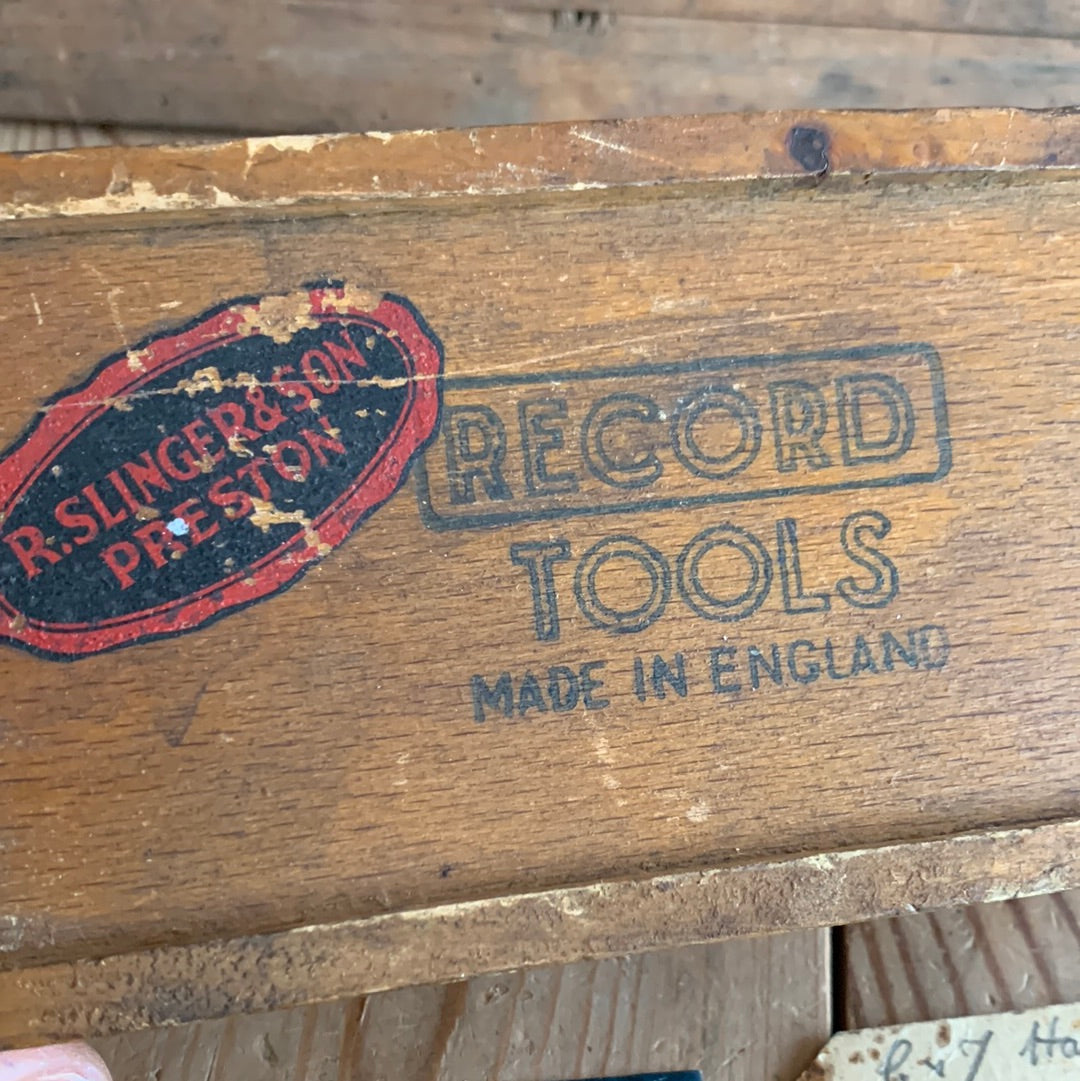 R.SLINGER&SON
PRESTON
RECORD
TOOLS
MADE IN ENGLAND